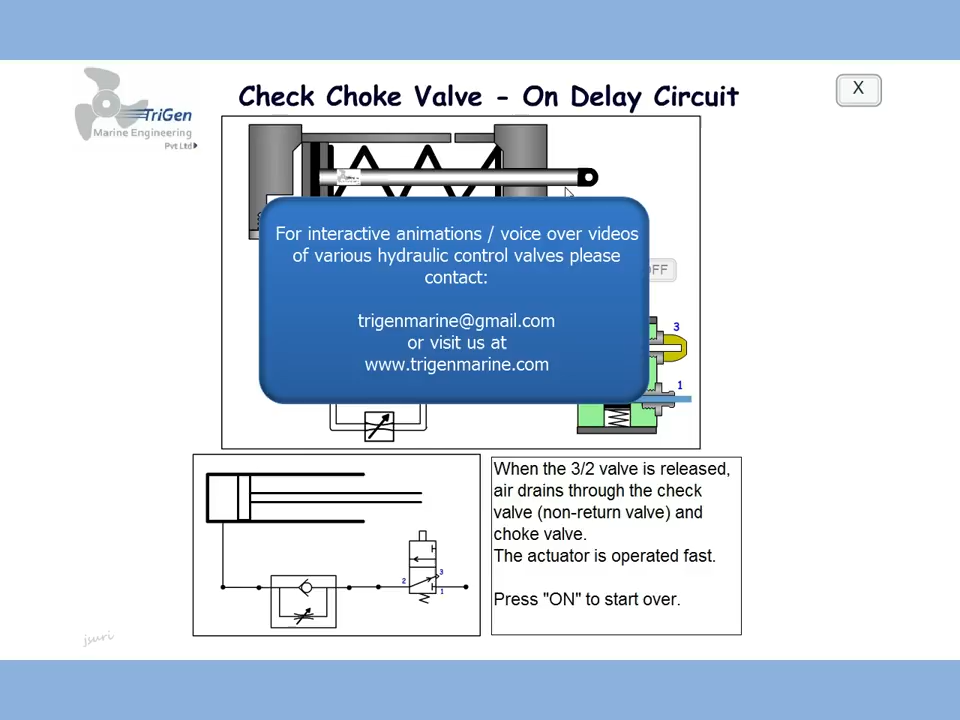 Check Choke Valve - On Delay Circuit
X
TriGen
Marine Engineering
Pvt Ltd
For interactive animations / voice over videos
of various hydraulic control valves please
contact:
OFF
trigenmarine@gmail.com
or visit us at
www.trigenmarine.com
3
1
When the 3/2 valve is released,
air drains through the check
valve (non-return valve) and
choke valve.
The actuator is operated fast.
Press "ON" to start over.
2
3
1
jsuri